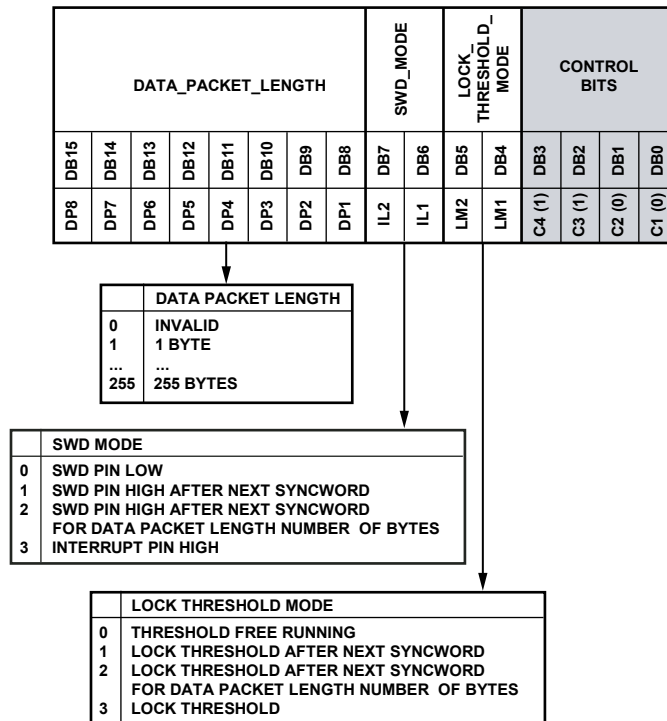 DATA_PACKET_LENGTH
SWD_MODE
LOCK_
THRESHOLD_
MODE
CONTROL
BITS
DB15 DB14 DB13 DB12 DB11 DB10 DB9 DB8 DB7 DB6 DB5 DB4 DB3 DB2 DB1 DB0
DP8 DP7 DP6 DP5 DP4 DP3 DP2 DP1 IL2 IL1 LM2 LM1 C4 (1) C3 (1) C2 (0) C1 (0)
DATA PACKET LENGTH
0 INVALID
1 1 BYTE
... ...
255 255 BYTES
SWD MODE
0 SWD PIN LOW
1 SWD PIN HIGH AFTER NEXT SYNCWORD
2 SWD PIN HIGH AFTER NEXT SYNCWORD
FOR DATA PACKET LENGTH NUMBER OF BYTES
3 INTERRUPT PIN HIGH
LOCK THRESHOLD MODE
0 THRESHOLD FREE RUNNING
1 LOCK THRESHOLD AFTER NEXT SYNCWORD
2 LOCK THRESHOLD AFTER NEXT SYNCWORD
FOR DATA PACKET LENGTH NUMBER OF BYTES
3 LOCK THRESHOLD